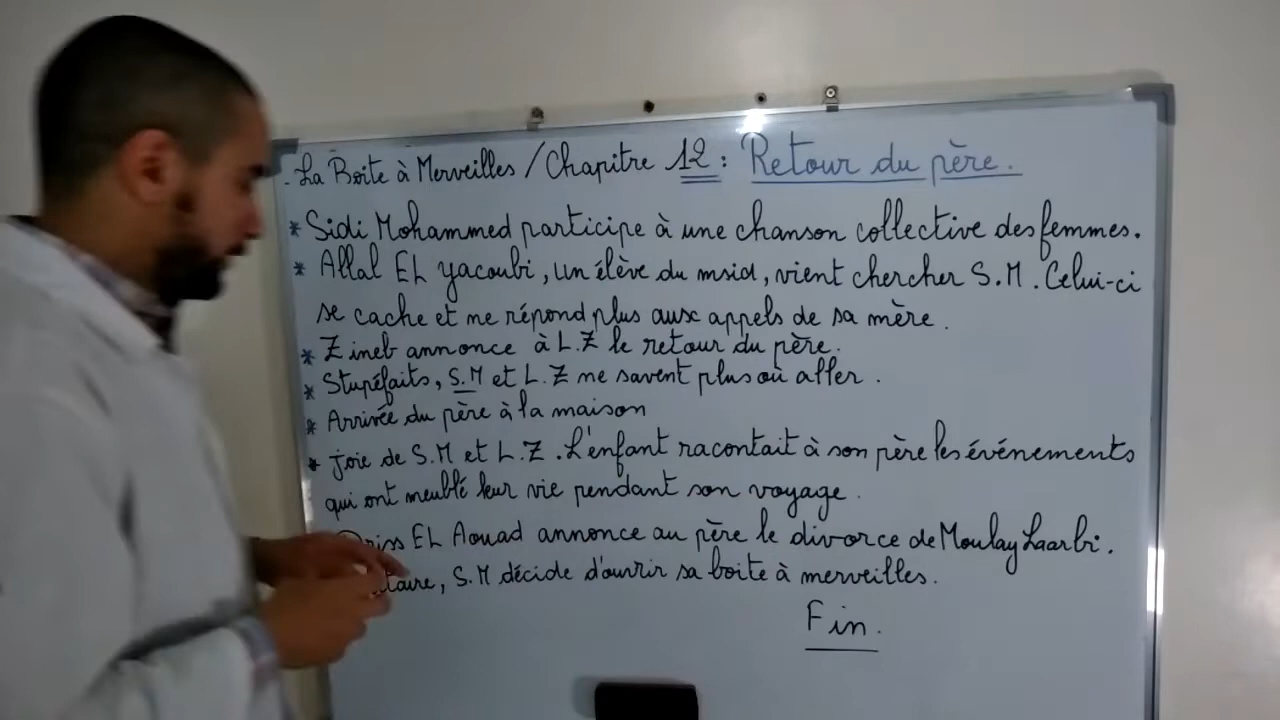 . La Boite à Merveilles / Chapitre 12 : Retour du père .
* Sidi Mohammed participe à une chanson collective des femmes .
* Allal EL yacoubi , un élève du msid , vient chercher S.M . Celui-ci
se cache et ne répond plus aux appels de sa mère .
* Zineb annonce à L.Z le retour du père .
* Stupéfaits , S.M et L.Z ne savent plus où aller .
* Arrivée du père à la maison
* Joie de S.M et L.Z . L'enfant racontait à son père les événements
qui ont meublé leur vie pendant son voyage .
Driss EL Aouad annonce au père le divorce de Moulay Laarbi .
, S.M décide d'ouvrir sa boite à merveilles .
Fin .